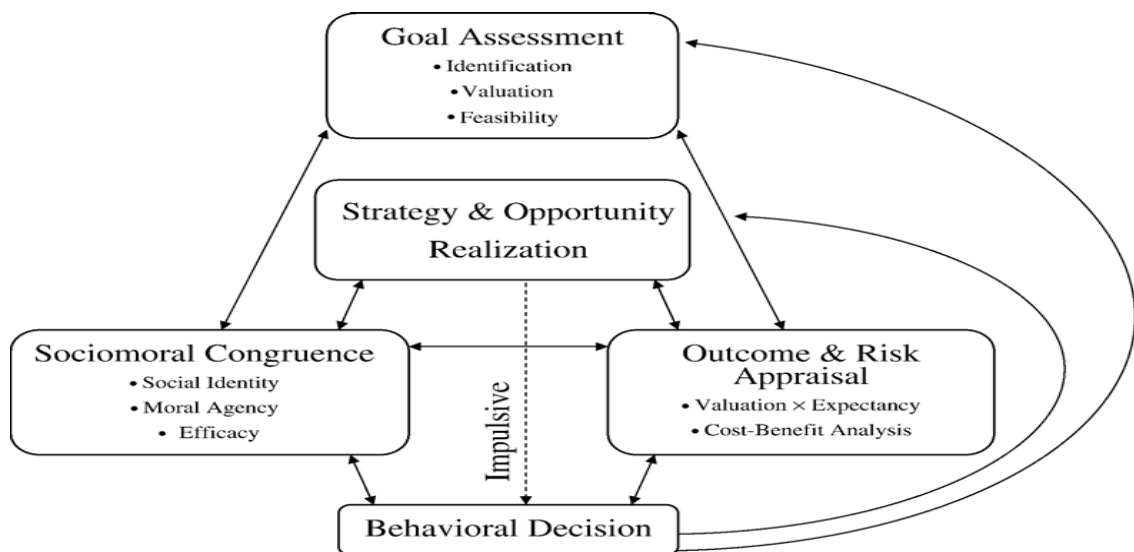 Goal Assessment
• Identification
• Valuation
• Feasibility
Strategy & Opportunity
Realization
Sociomoral Congruence
• Social Identity
• Moral Agency
• Efficacy
Outcome & Risk
Appraisal
• Valuation × Expectancy
• Cost-Benefit Analysis
Impulsive
Behavioral Decision